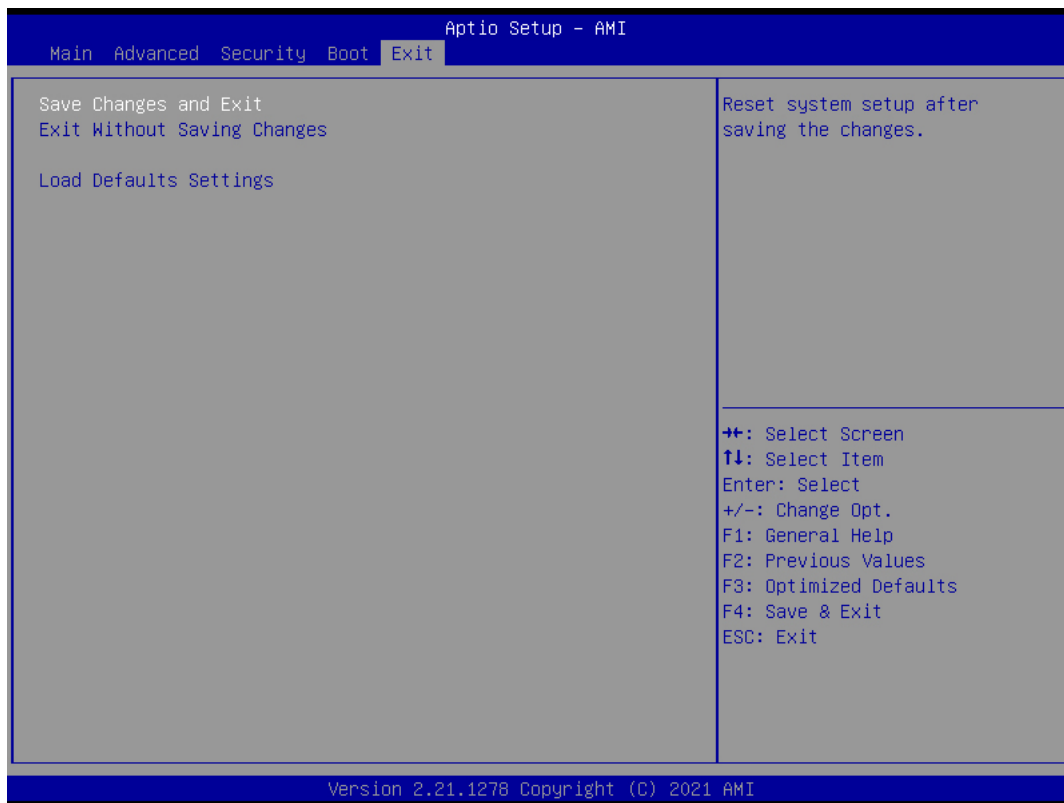 Aptio Setup – AMI
Main Advanced Security Boot Exit
Save Changes and Exit
Exit Without Saving Changes
Load Defaults Settings
Reset system setup after
saving the changes.
→←: Select Screen
↑↓: Select Item
Enter: Select
+/-: Change Opt.
F1: General Help
F2: Previous Values
F3: Optimized Defaults
F4: Save & Exit
ESC: Exit
Version 2.21.1278 Copyright (C) 2021 AMI